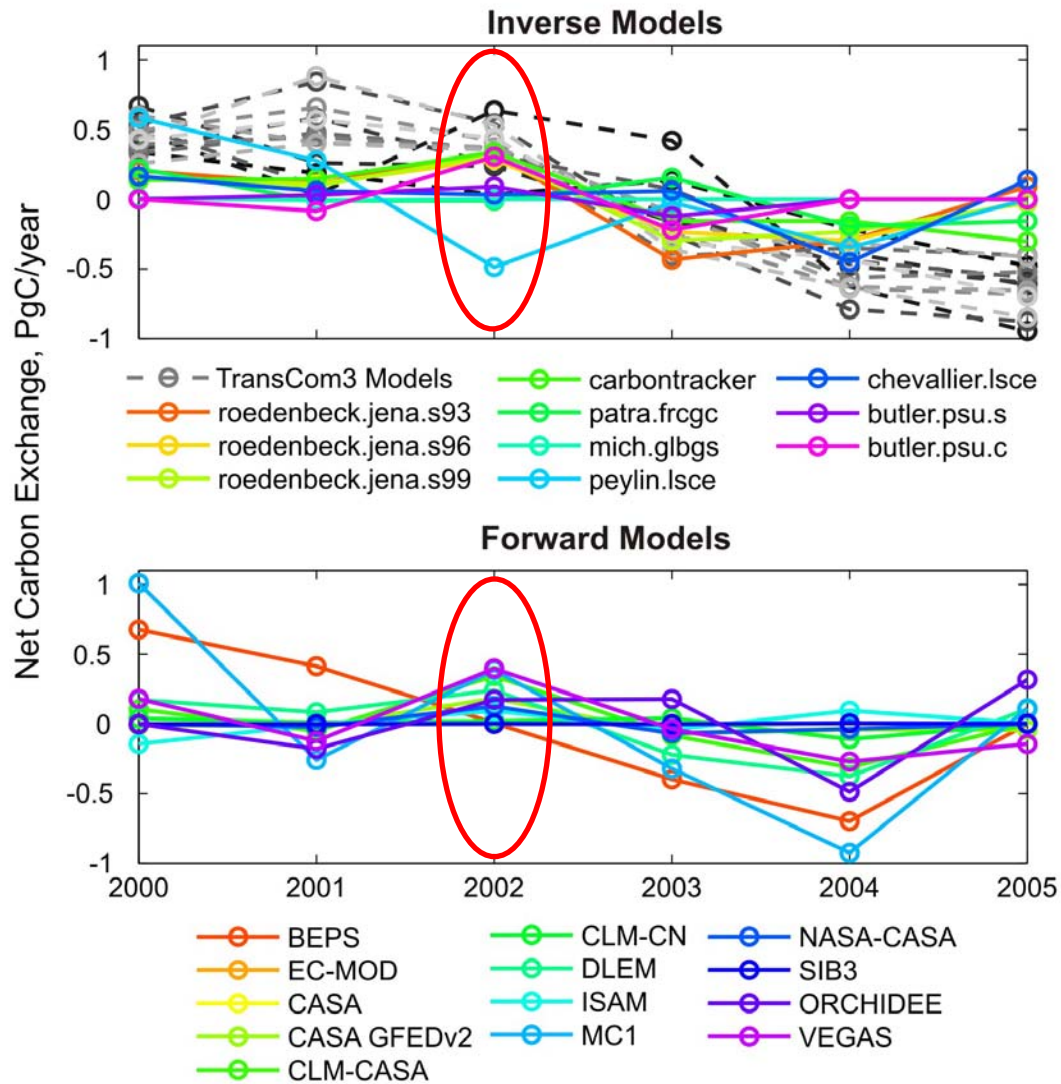 Inverse Models
Net Carbon Exchange, PgC/year
1
0.5
0
-0.5
-1
TransCom3 Models
roedenbeck.jena.s93
roedenbeck.jena.s96
roedenbeck.jena.s99
carbontracker
patra.frcgc
mich.glbgs
peylin.lsce
chevallier.lsce
butler.psu.s
butler.psu.c
Forward Models
1
0.5
0
-0.5
-1
2000 2001 2002 2003 2004 2005
BEPS
EC-MOD
CASA
CASA GFEDv2
CLM-CASA
CLM-CN
DLEM
ISAM
MC1
NASA-CASA
SIB3
ORCHIDEE
VEGAS